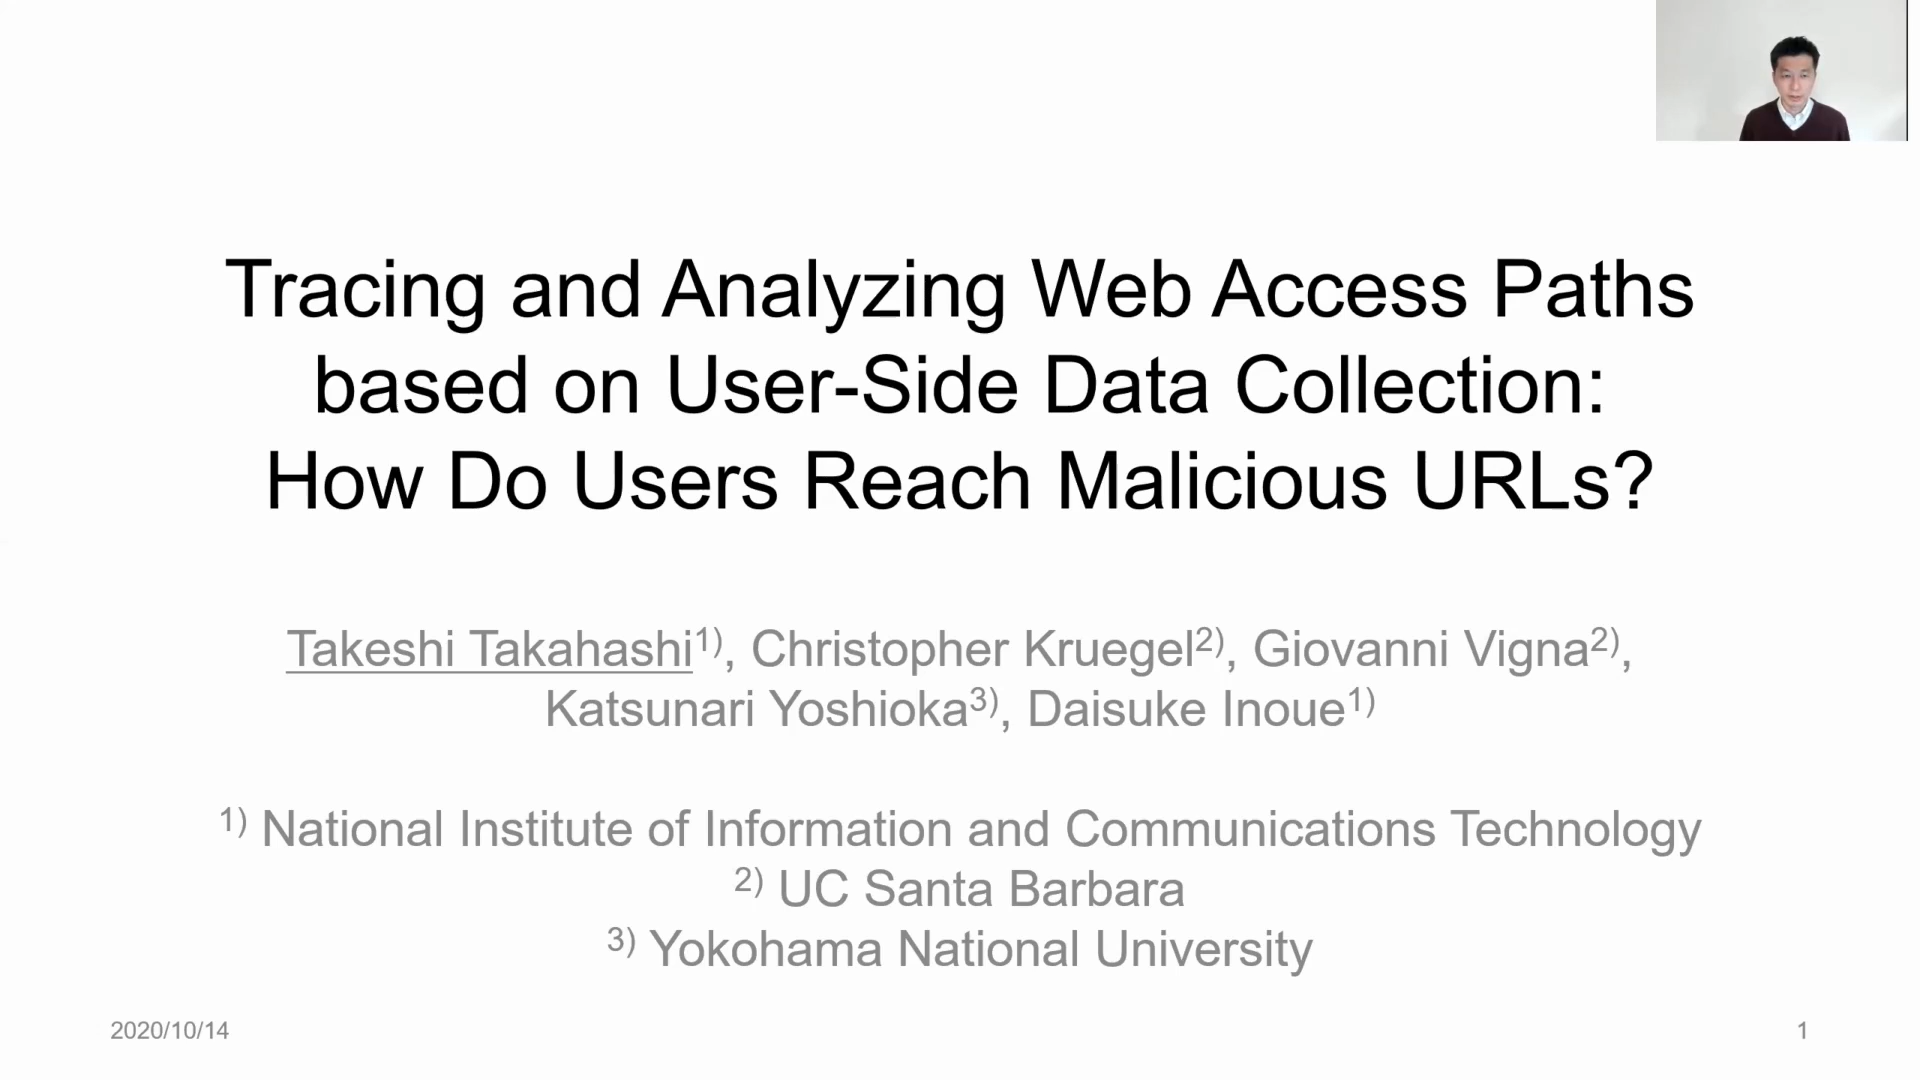 Tracing and Analyzing Web Access Paths
based on User-Side Data Collection:
How Do Users Reach Malicious URLs?
Takeshi Takahashi1), Christopher Kruegel2), Giovanni Vigna2),
Katsunari Yoshioka3), Daisuke Inoue1)
1) National Institute of Information and Communications Technology
2) UC Santa Barbara
3) Yokohama National University
2020/10/14
1